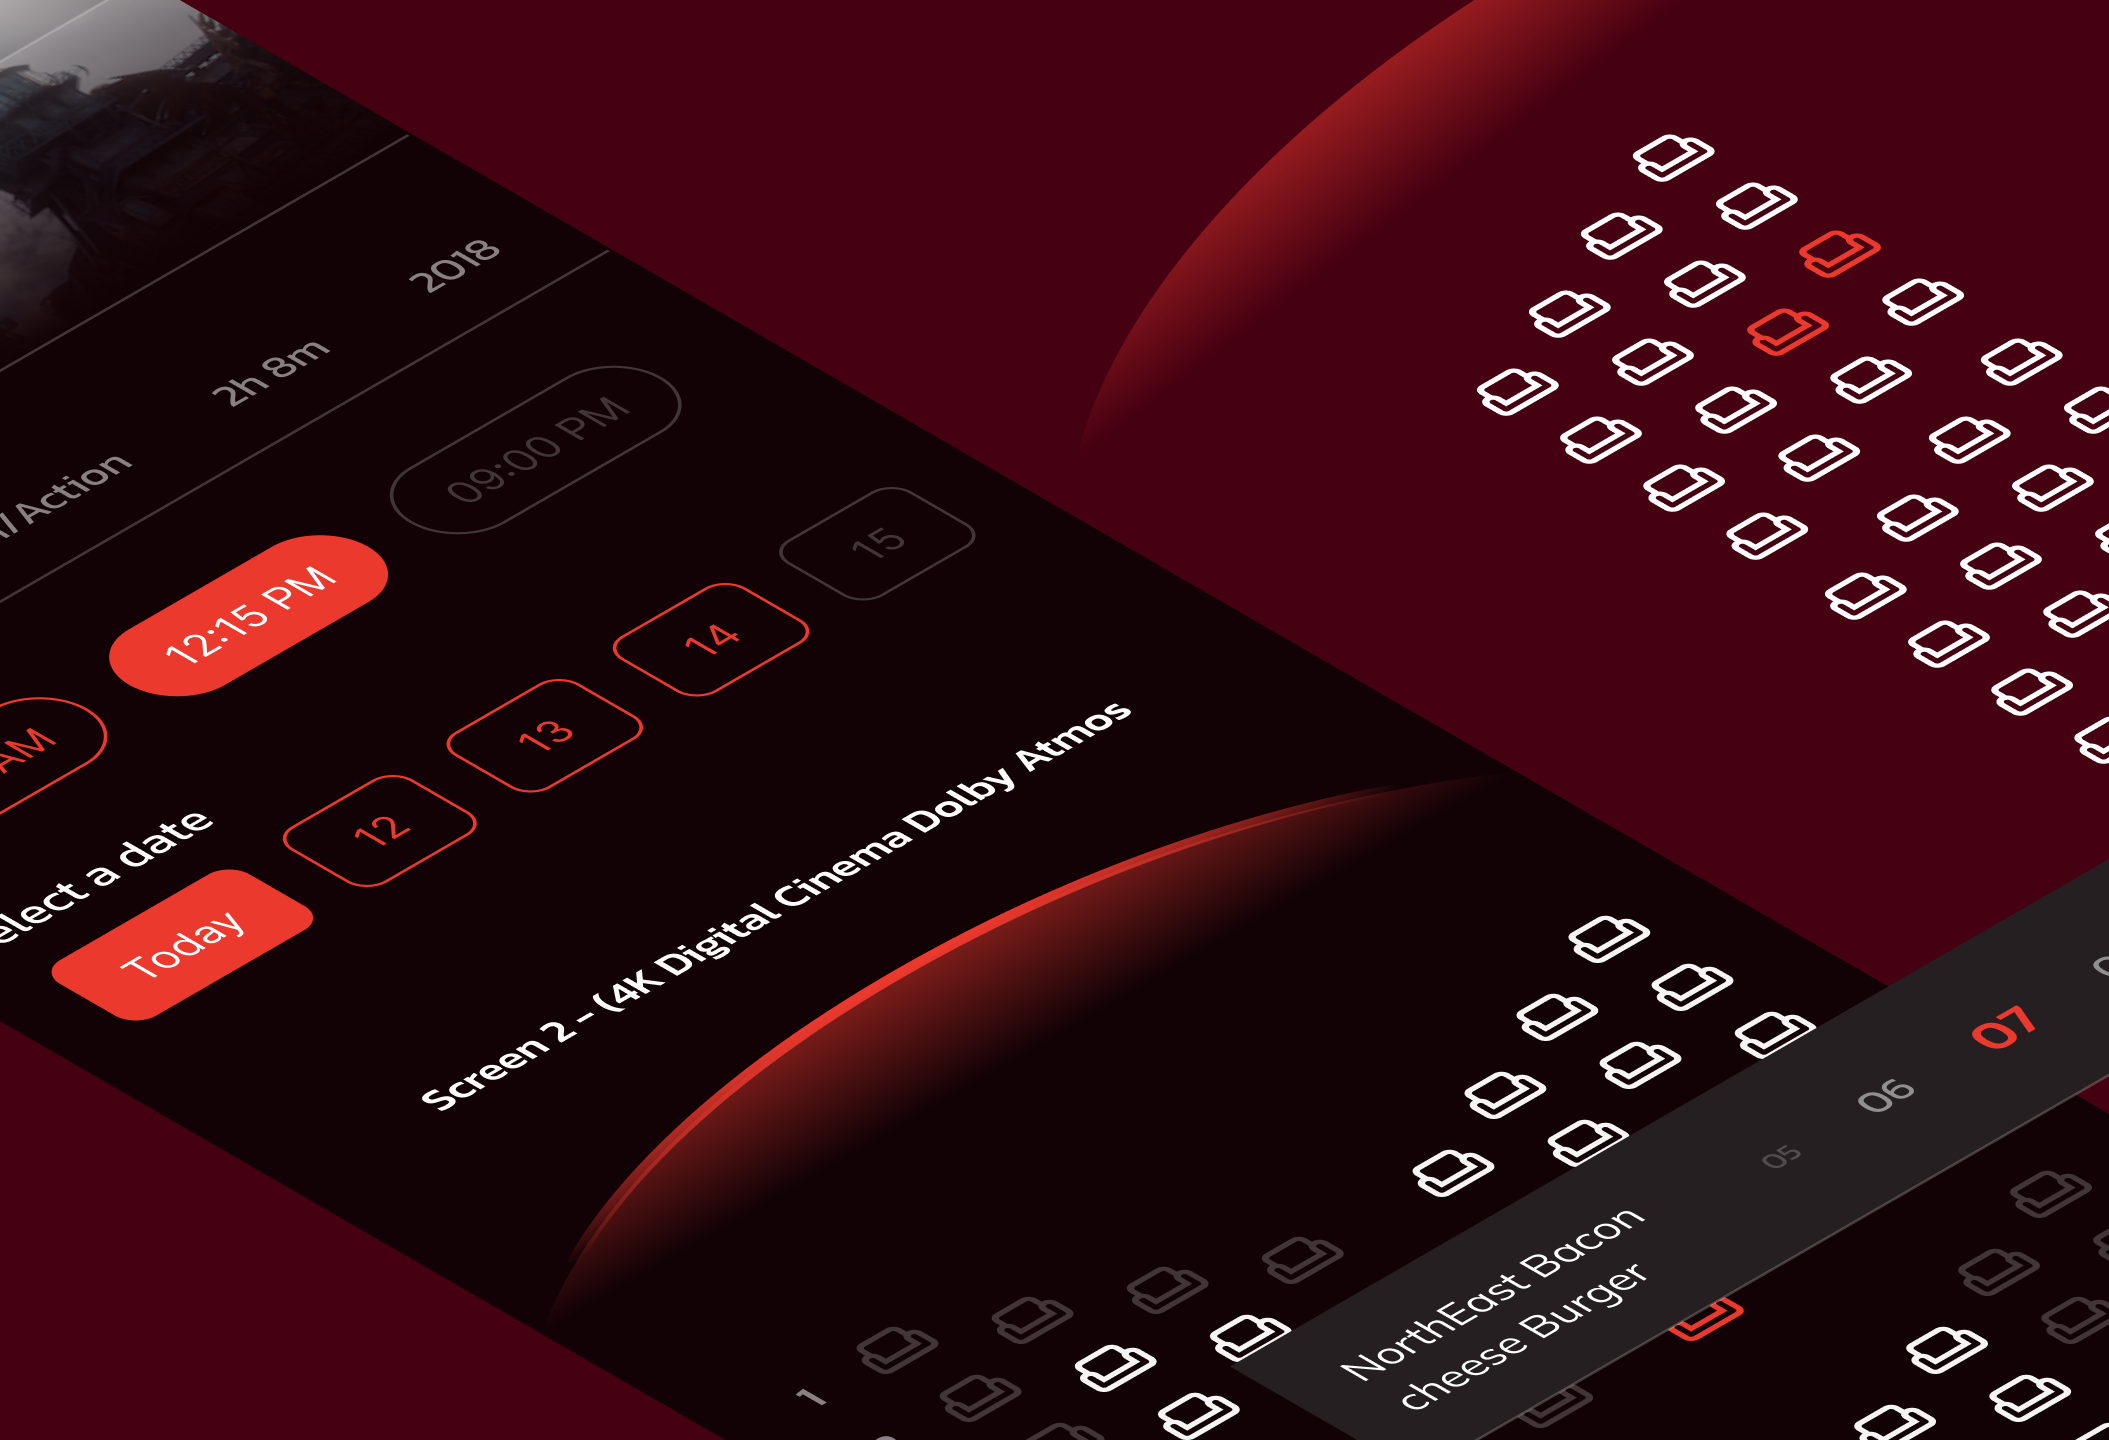 2018
2h 8m
/Action
AM
12:15 PM
09:00 PM
elect a date
Today
12
13
14
15
Screen 2 – (4K Digital Cinema Dolby Atmos
1
NorthEast Bacon
cheese Burger
05
06
07